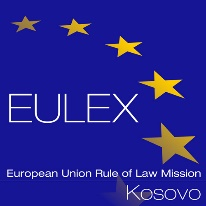 EULEX
European Union Rule of Law Mission
Kosovo